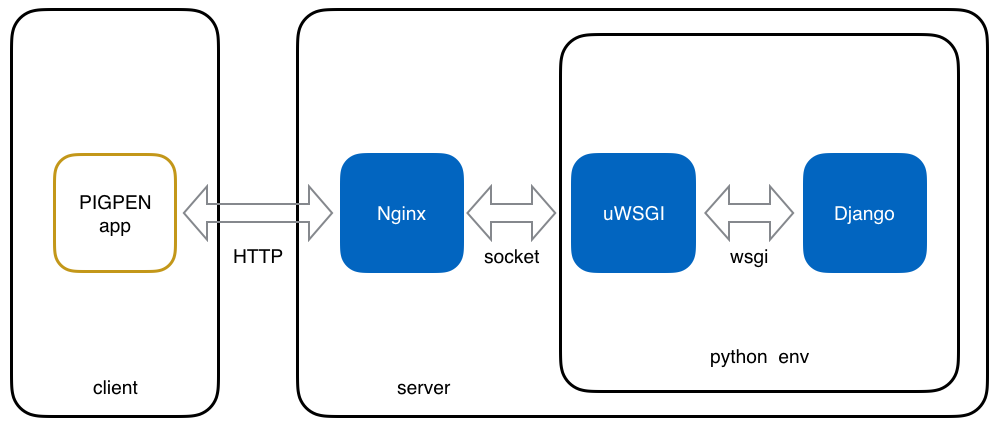 PIGPEN
app
HTTP
Nginx
socket
uWSGI
wsgi
Django
python env
client
server